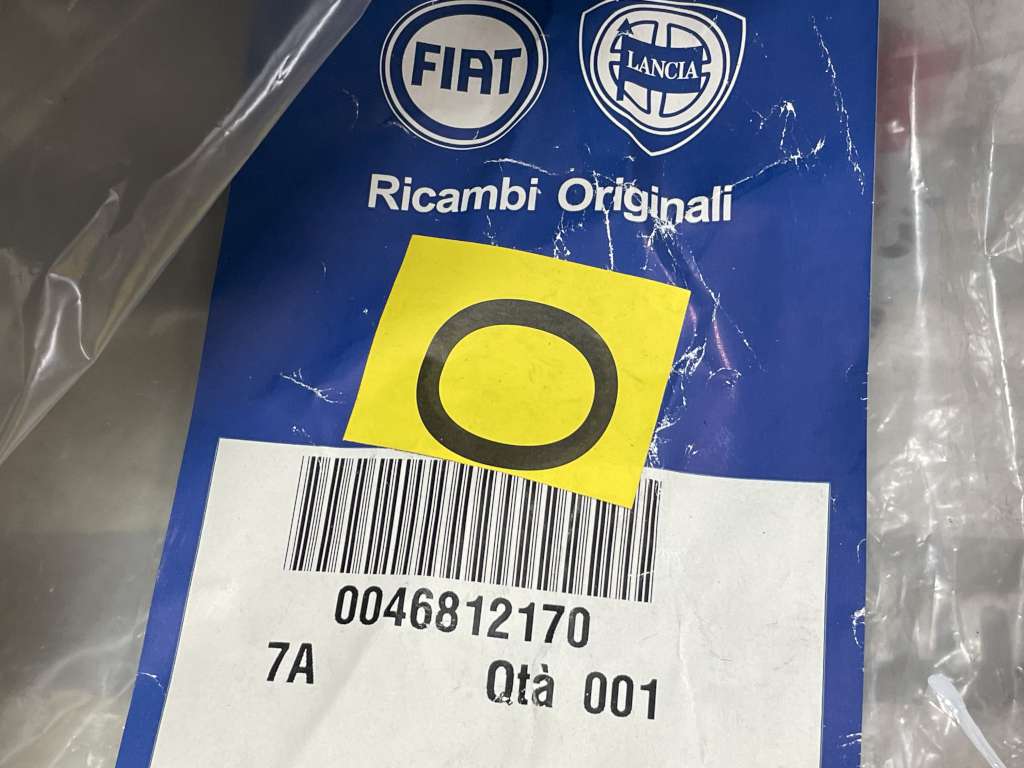 FIAT
LANCIA
Ricambi Originali
O
0046812170
7A
Qtà 001